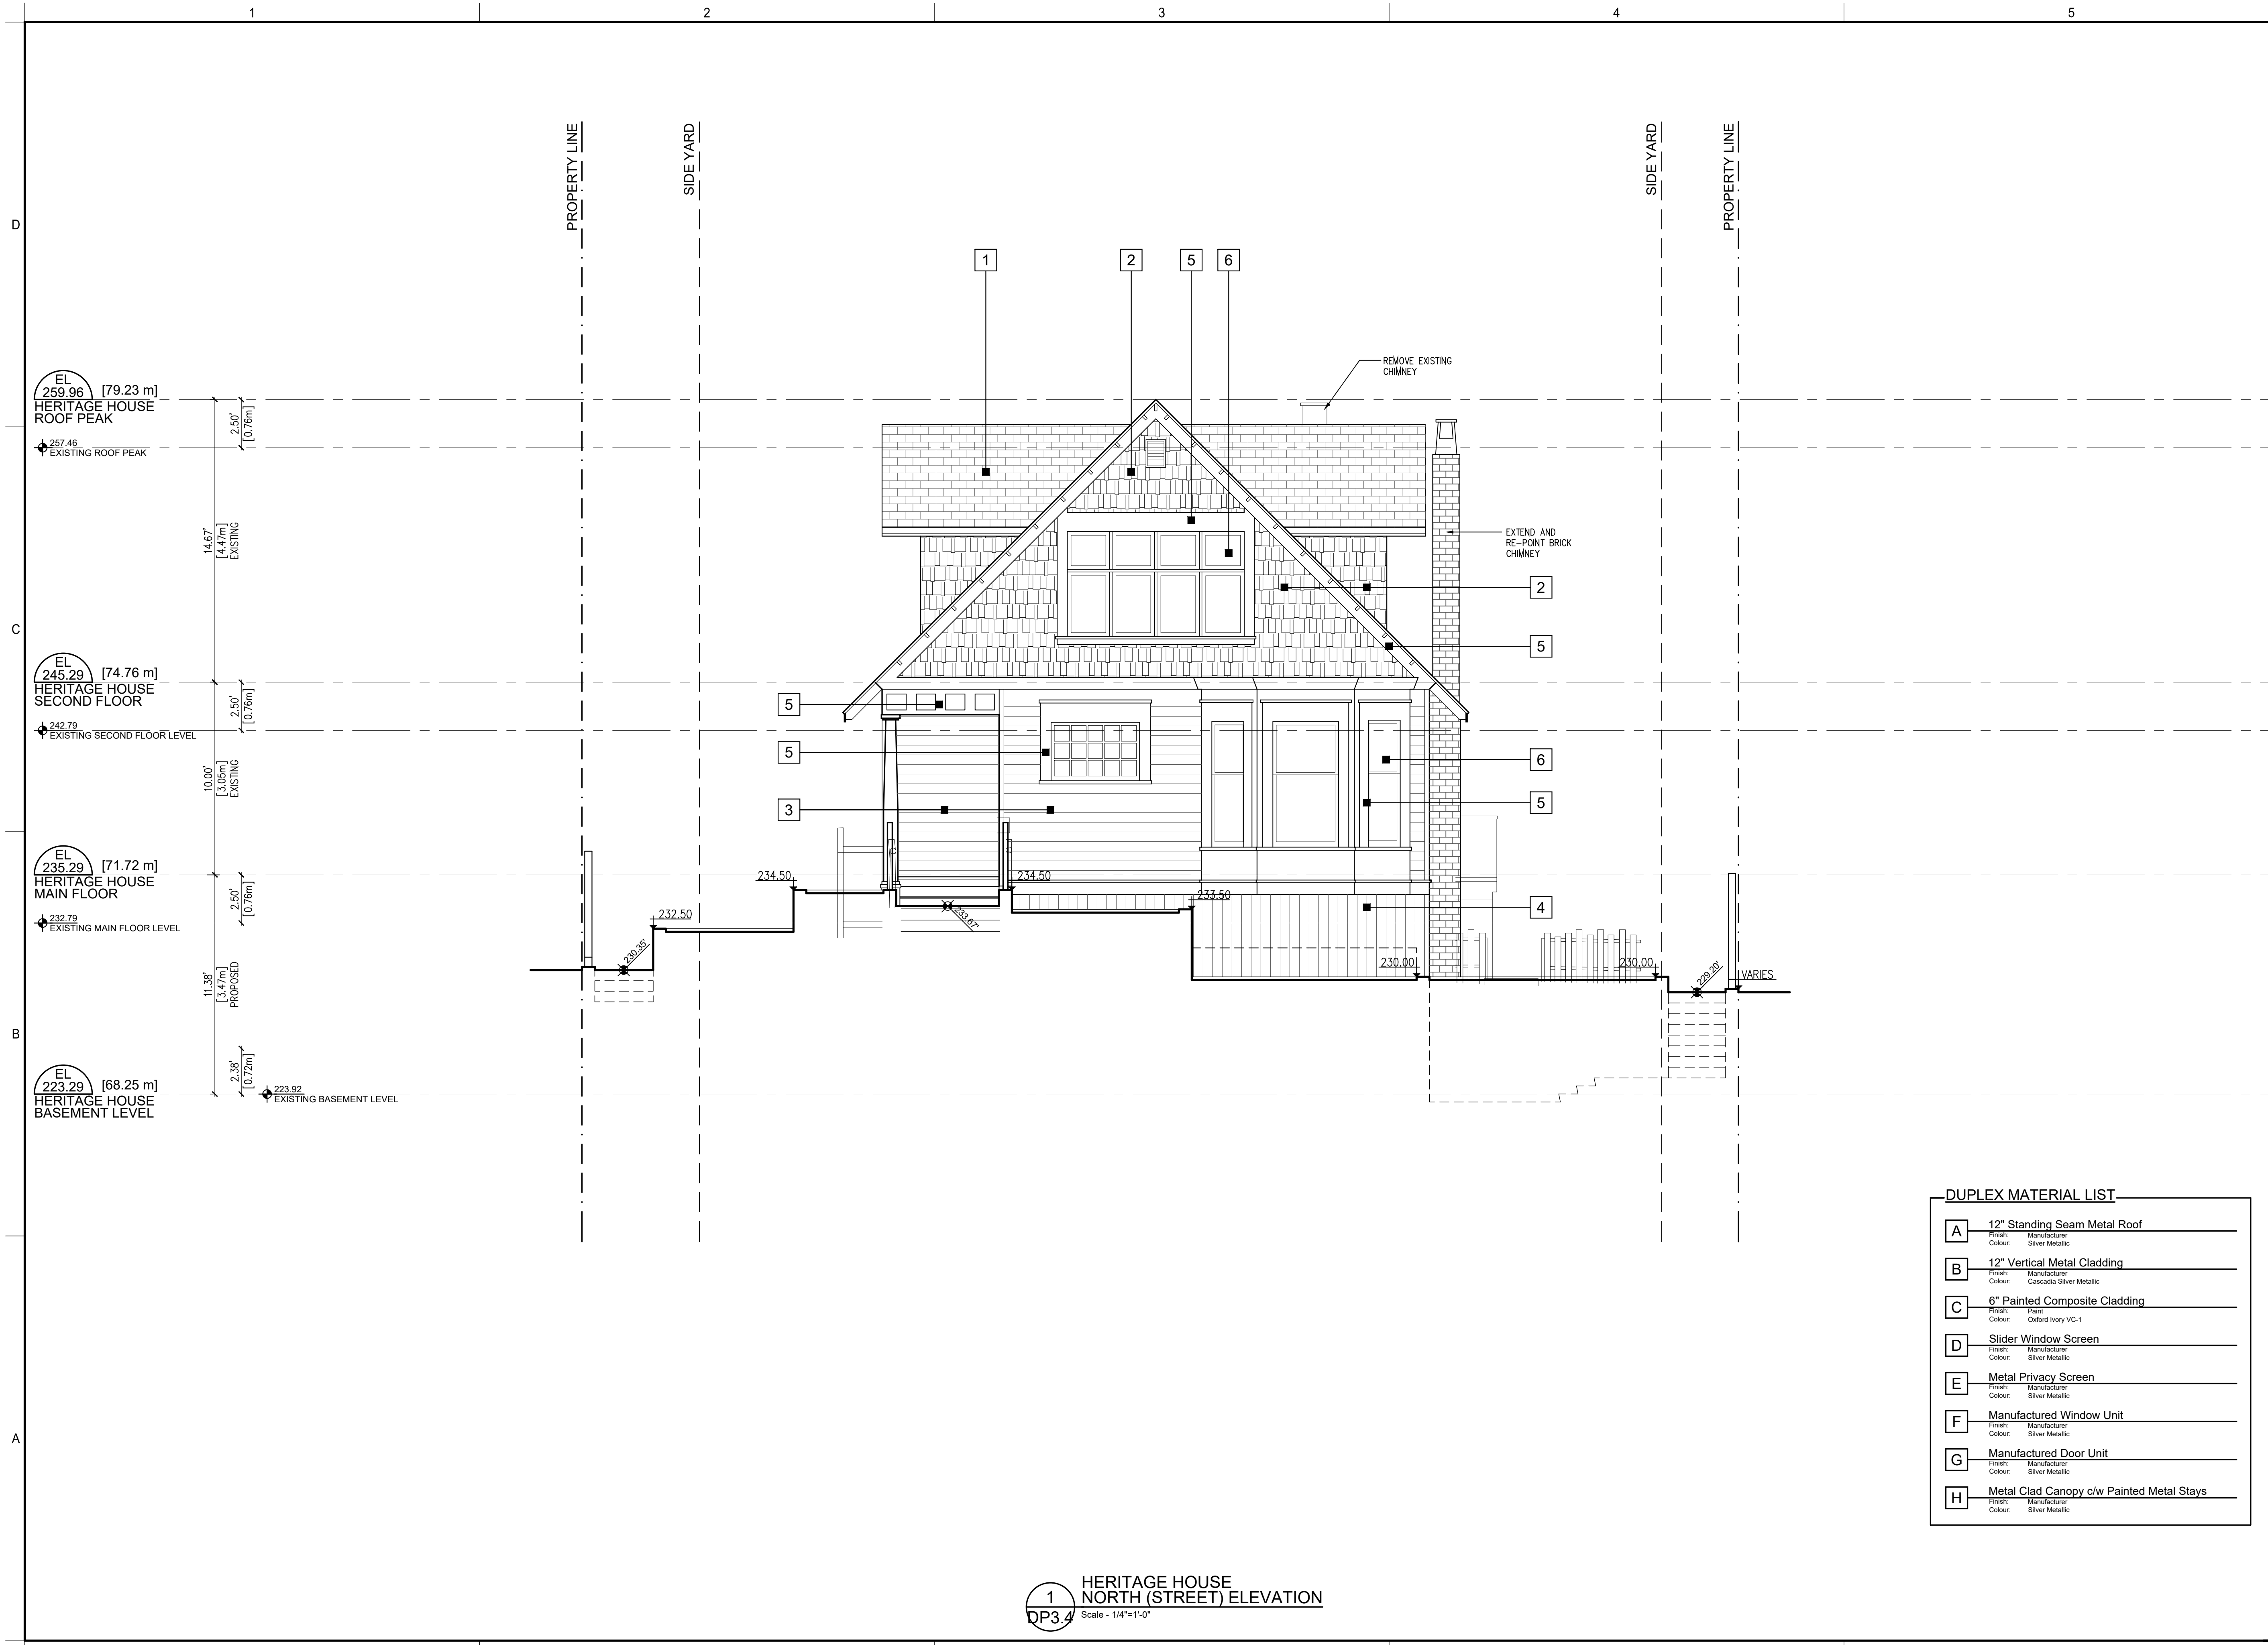 1
2
3
4
5
D
C
B
A
PROPERTY LINE
SIDE YARD
SIDE YARD
PROPERTY LINE
1
2
5
6
REMOVE EXISTING
CHIMNEY
EXTEND AND
RE-POINT BRICK
CHIMNEY
2
5
6
5
4
5
5
3
EL
259.96
[79.23 m]
HERITAGE HOUSE
ROOF PEAK
2.50'
[0.76m]
257.46
EXISTING ROOF PEAK
14.67'
[4.47m]
EXISTING
EL
245.29
[74.76 m]
HERITAGE HOUSE
SECOND FLOOR
2.50'
[0.76m]
242.79
EXISTING SECOND FLOOR LEVEL
10.00'
[3.05m]
EXISTING
EL
235.29
[71.72 m]
HERITAGE HOUSE
MAIN FLOOR
2.50'
[0.76m]
232.79
EXISTING MAIN FLOOR LEVEL
11.38'
[3.47m]
PROPOSED
2.38'
[0.72m]
EL
223.29
[68.25 m]
HERITAGE HOUSE
BASEMENT LEVEL
223.92
EXISTING BASEMENT LEVEL
230.35'
232.50
234.50
233.67'
234.50
233.50
230.00
230.00
229.20'
VARIES
DUPLEX MATERIAL LIST
A 12" Standing Seam Metal Roof
Finish: Manufacturer
Colour: Silver Metallic
B 12" Vertical Metal Cladding
Finish: Manufacturer
Colour: Cascadia Silver Metallic
C 6" Painted Composite Cladding
Finish: Paint
Colour: Oxford Ivory VC-1
D Slider Window Screen
Finish: Manufacturer
Colour: Silver Metallic
E Metal Privacy Screen
Finish: Manufacturer
Colour: Silver Metallic
F Manufactured Window Unit
Finish: Manufacturer
Colour: Silver Metallic
G Manufactured Door Unit
Finish: Manufacturer
Colour: Silver Metallic
H Metal Clad Canopy c/w Painted Metal Stays
Finish: Manufacturer
Colour: Silver Metallic
1
DP3.4
HERITAGE HOUSE
NORTH (STREET) ELEVATION
Scale - 1/4"=1'-0"